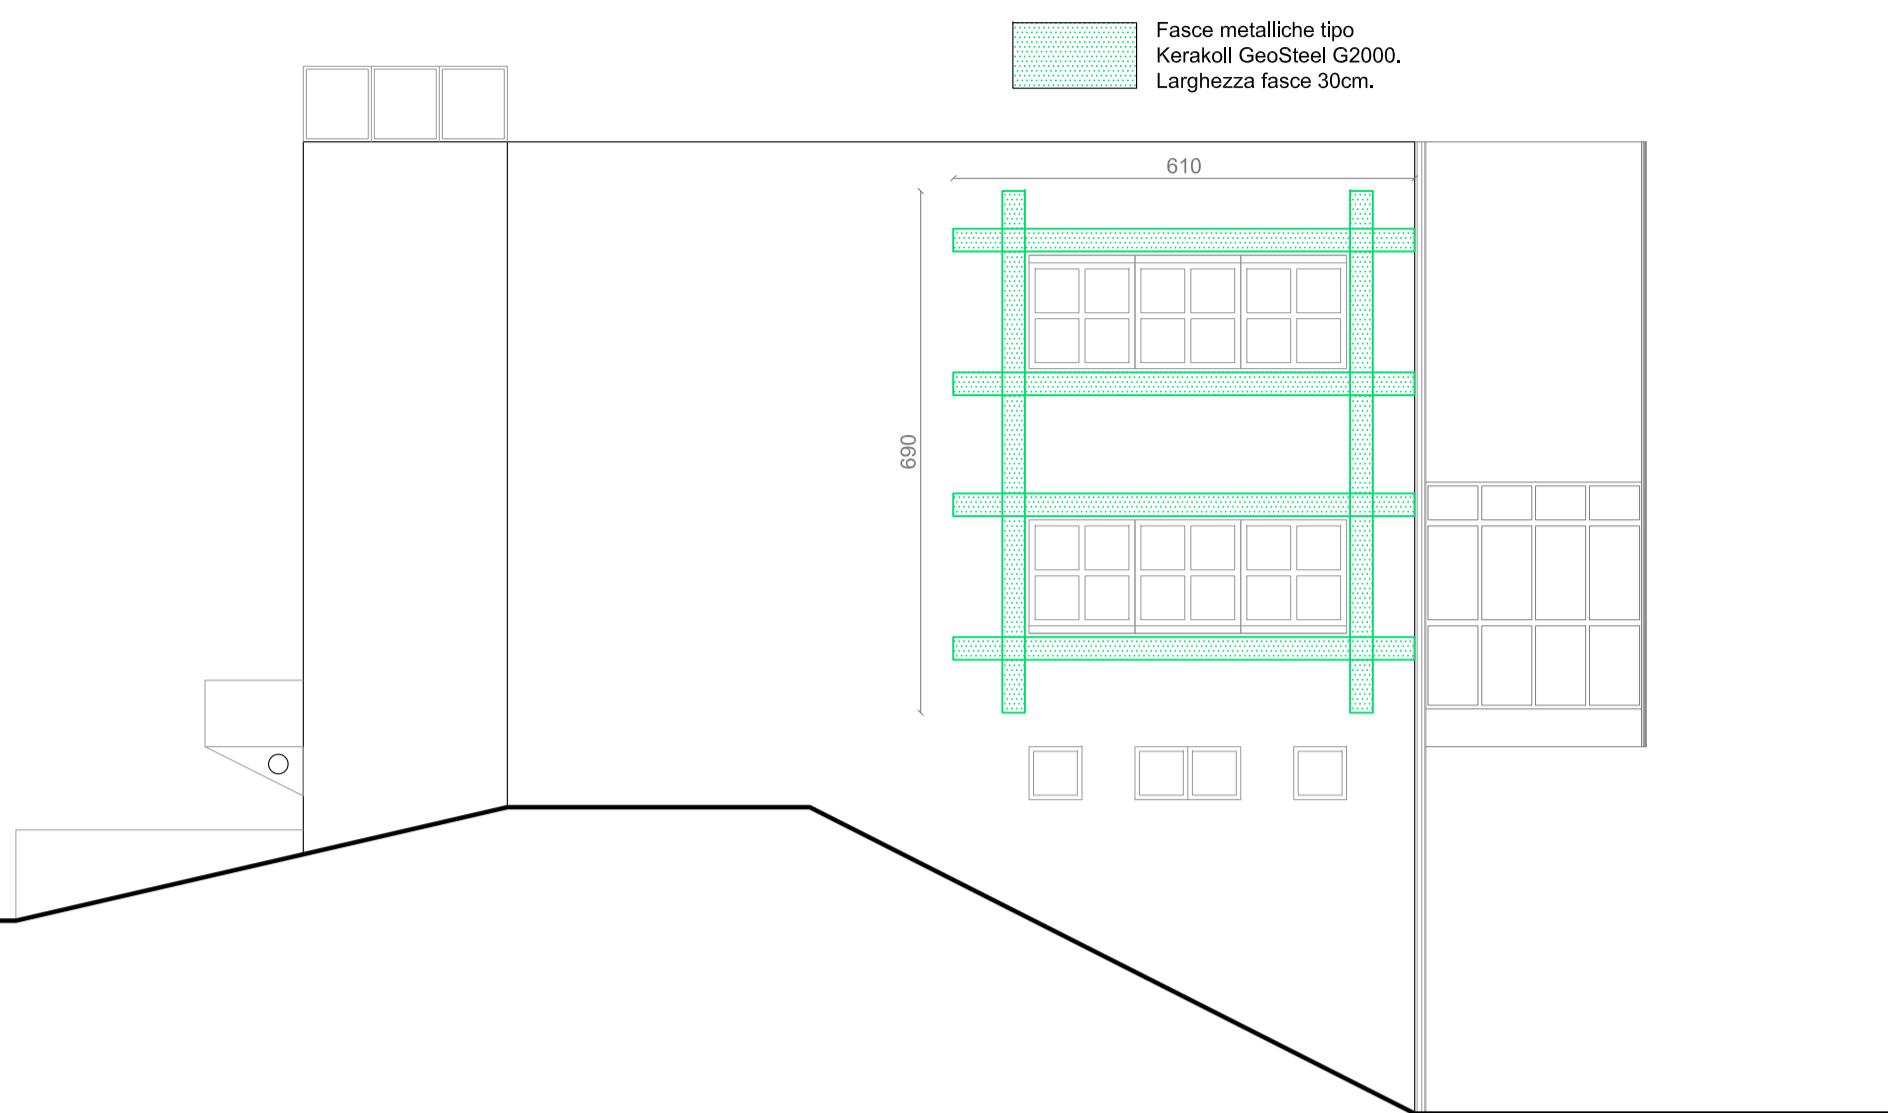 Fasce metalliche tipo
Kerakoll GeoSteel G2000.
Larghezza fasce 30cm.
610
690